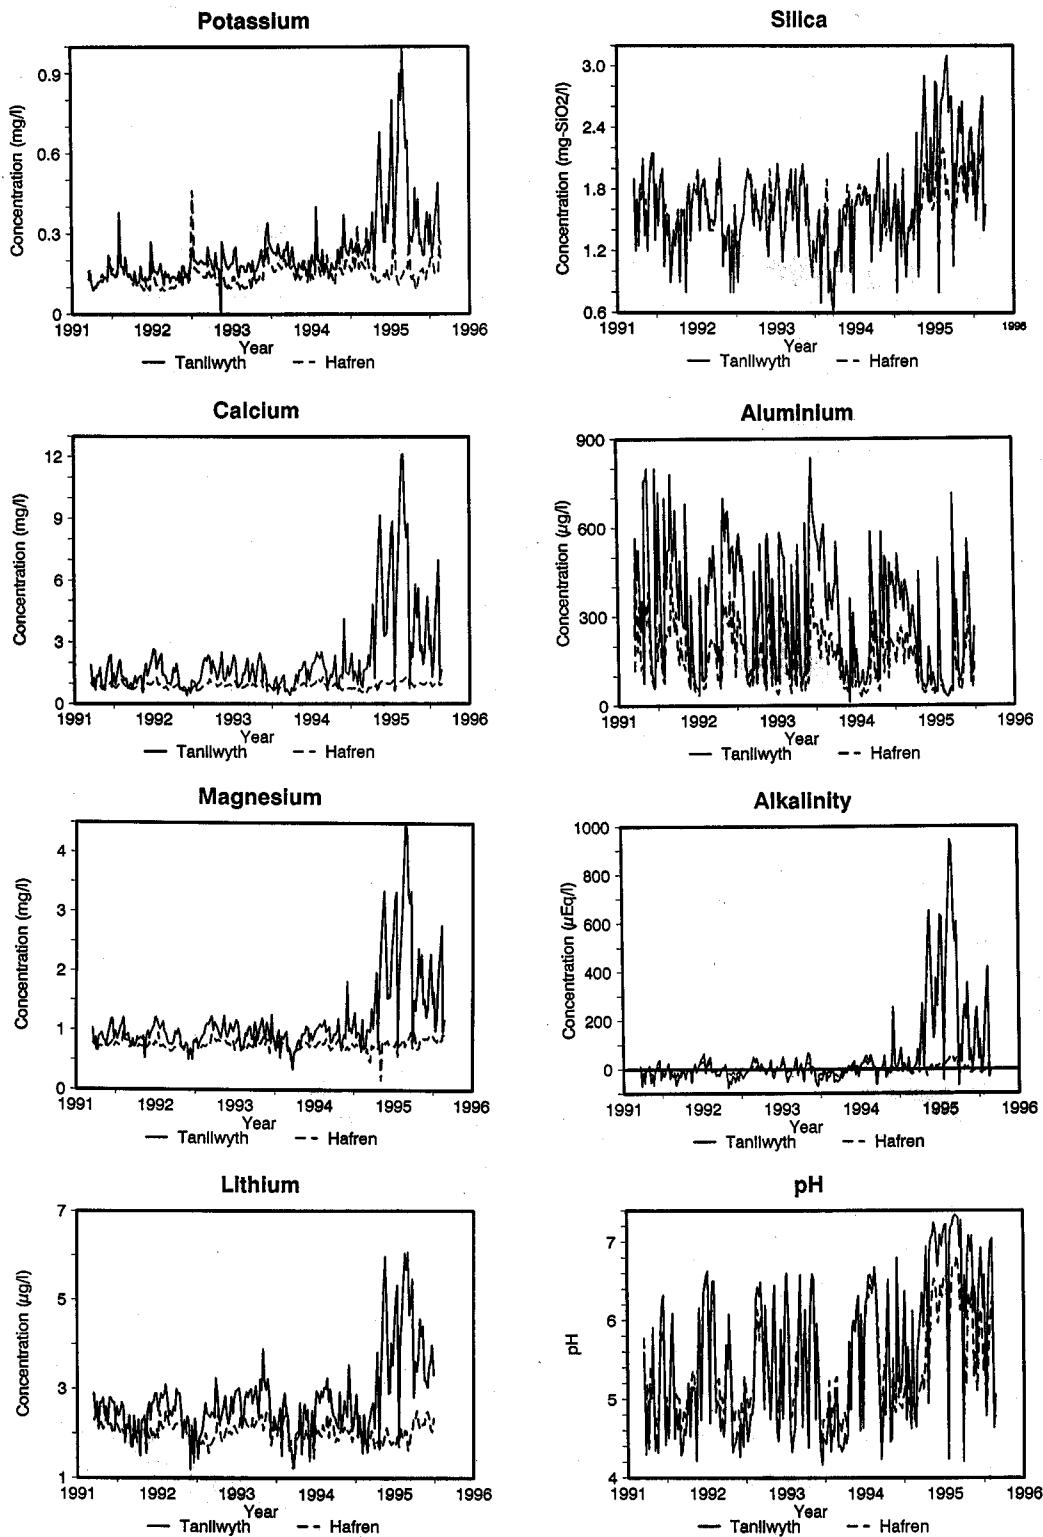 Potassium
Concentration (mg/l)
0.9
0.6
0.3
0
1991 1992 1993 1994 1995 1996
Year
Tanllwyth Hafren
Silica
Concentration (mg-SiO2/l)
3.0
2.4
1.8
1.2
0.6
1991 1992 1993 1994 1995 1996
Year
Tanllwyth Hafren
Calcium
Concentration (mg/l)
12
9
6
3
0
1991 1992 1993 1994 1995 1996
Year
Tanllwyth Hafren
Aluminium
Concentration (µg/l)
900
600
300
0
1991 1992 1993 1994 1995 1996
Year
Tanllwyth Hafren
Magnesium
Concentration (mg/l)
4
3
2
1
0
1991 1992 1993 1994 1995 1996
Year
Tanllwyth Hafren
Alkalinity
Concentration (µEq/l)
1000
800
600
400
200
0
1991 1992 1993 1994 1995 1996
Year
Tanllwyth Hafren
Lithium
Concentration (µg/l)
7
5
3
1
1991 1992 1993 1994 1995 1996
Year
Tanllwyth Hafren
pH
pH
7
6
5
4
1991 1992 1993 1994 1995 1996
Year
Tanllwyth Hafren